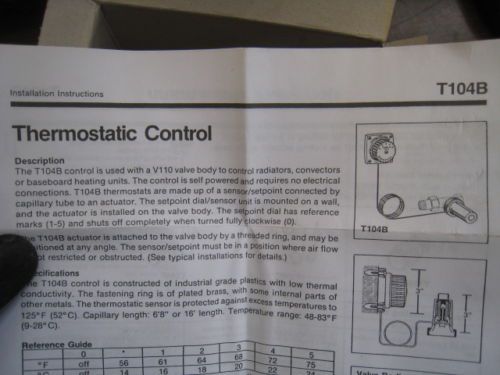 Installation Instructions
T104B
Thermostatic Control
Description
The T104B control is used with a V110 valve body to control radiators, convectors
or baseboard heating units. The control is self powered and requires no electrical
connections. T104B thermostats are made up of a sensor/setpoint connected by
capillary tube to an actuator. The setpoint dial/sensor unit is mounted on a wall,
and the actuator is installed on the valve body. The setpoint dial has reference
marks (1-5) and shuts off completely when turned fully clockwise (0).
The T104B actuator is attached to the valve body by a threaded ring, and may be
at any angle. The sensor/setpoint must be in a position where air flow
restricted or obstructed. (See typical installations for details.)
The T104B control is constructed of industrial grade plastics with low thermal
conductivity. The fastening ring is of plated brass, with some internal parts of
other metals. The thermostatic sensor is protected against excess temperatures to
125°F (52°C). Capillary length: 6'8" or 16' length. Temperature range: 48-83°F
(9-28°C).
Reference Guide
0 * 1 2 3 4 5
°F off 56 61 64 68 72 75
off 14 16 18 20 22
T104B